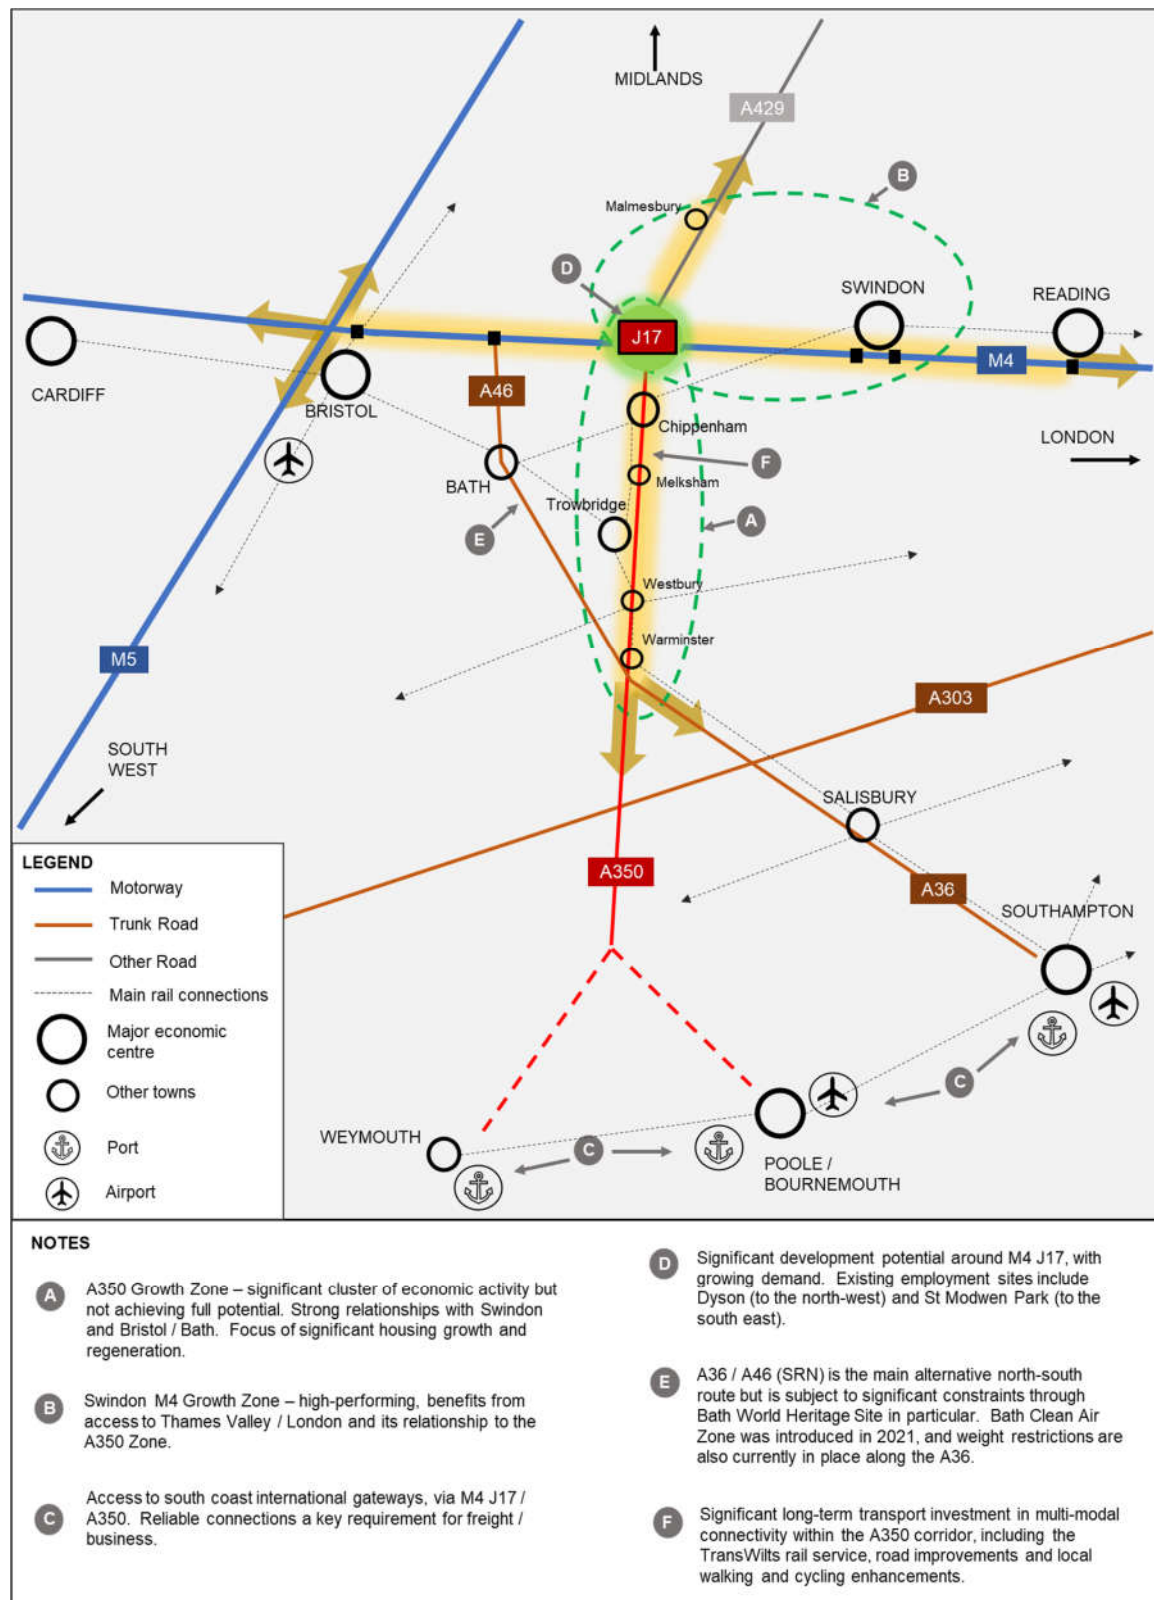 MIDLANDS
A429
B
Malmesbury
D
SWINDON
READING
J17
M4
CARDIFF
BRISTOL
A46
Chippenham
LONDON
F
BATH
Melksham
Trowbridge
A
E
Westbury
Warminster
M5
A303
SOUTH
WEST
SALISBURY
A350
A36
SOUTHAMPTON
C
WEYMOUTH
C
POOLE /
BOURNEMOUTH
LEGEND
Motorway
Trunk Road
Other Road
Main rail connections
Major economic
centre
Other towns
Port
Airport
NOTES
A
A350 Growth Zone – significant cluster of economic activity but
not achieving full potential. Strong relationships with Swindon
and Bristol / Bath. Focus of significant housing growth and
regeneration.
B
Swindon M4 Growth Zone – high-performing, benefits from
access to Thames Valley / London and its relationship to the
A350 Zone.
C
Access to south coast international gateways, via M4 J17 /
A350. Reliable connections a key requirement for freight /
business.
D
Significant development potential around M4 J17, with
growing demand. Existing employment sites include
Dyson (to the north-west) and St Modwen Park (to the
south east).
E
A36 / A46 (SRN) is the main alternative north-south
route but is subject to significant constraints through
Bath World Heritage Site in particular. Bath Clean Air
Zone was introduced in 2021, and weight restrictions are
also currently in place along the A36.
F
Significant long-term transport investment in multi-modal
connectivity within the A350 corridor, including the
TransWilts rail service, road improvements and local
walking and cycling enhancements.